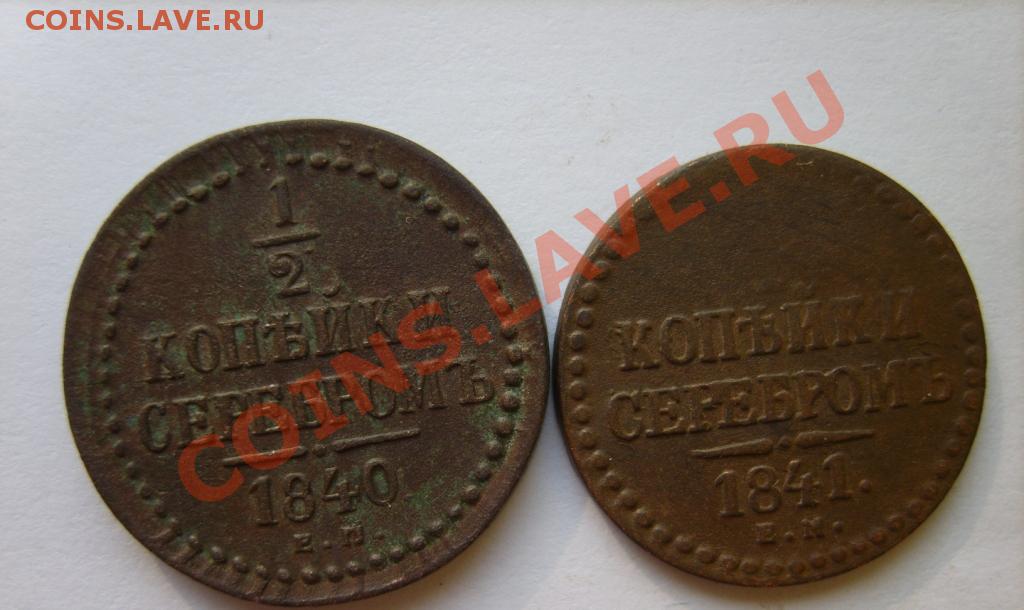 COINS.LAVE.RU
COINS.LAVE.RU
1/2
КОПѢЙКИ
СЕРЕБРОМЪ
1840.
Е.М.
КОПѢЙКИ
СЕРЕБРОМЪ
1841.
Е.М.